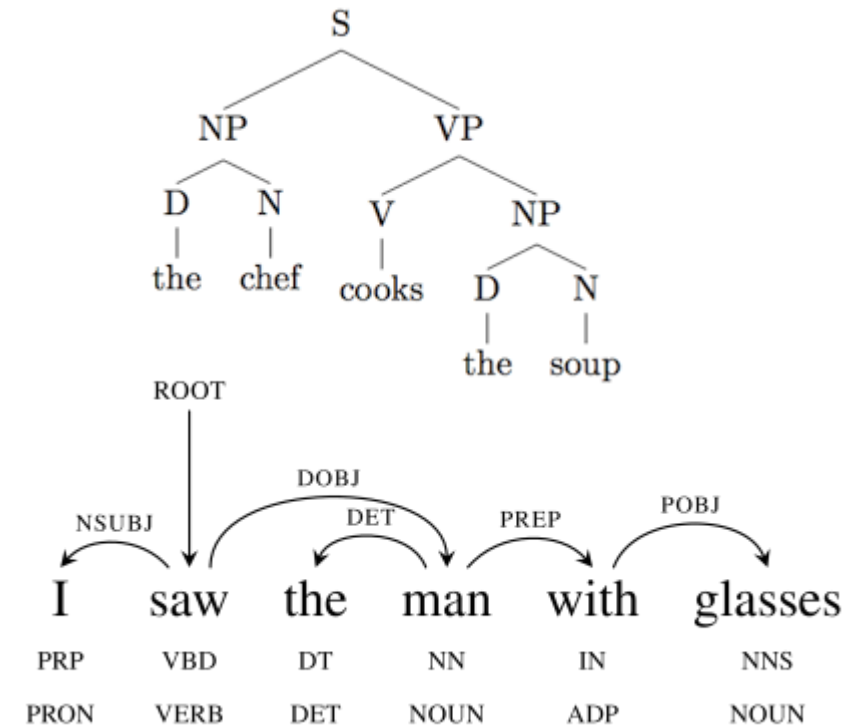 S
NP VP
D N V NP
the chef cooks D N
the soup
ROOT
DOBJ
NSUBJ DET PREP POBJ
I saw the man with glasses
PRP VBD DT NN IN NNS
PRON VERB DET NOUN ADP NOUN